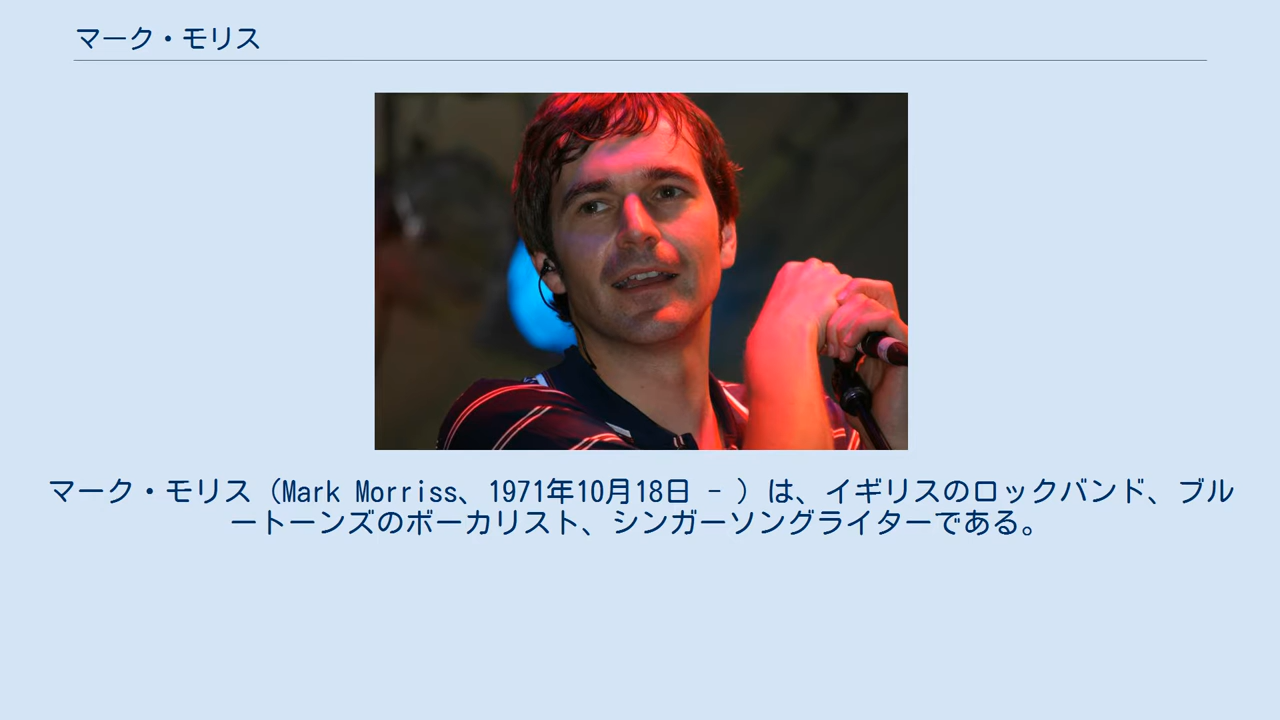 マーク・モリス
マーク・モリス（Mark Morriss、1971年10月18日 - ）は、イギリスのロックバンド、ブル
ートーンズのボーカリスト、シンガーソングライターである。